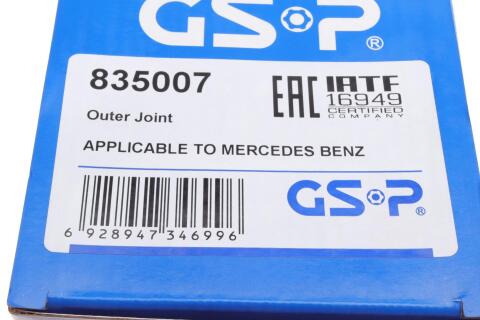 GSP®
835007
EAC IATF
16949
CERTIFIED
COMPANY
Outer Joint
APPLICABLE TO MERCEDES BENZ
6 928947 346996
GSP®